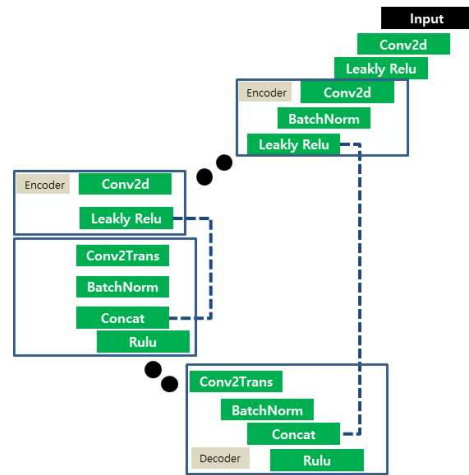 Input
Conv2d
Leakly Relu
Encoder
Conv2d
BatchNorm
Leakly Relu
Encoder
Conv2d
Leakly Relu
Conv2Trans
BatchNorm
Concat
Rulu
Conv2Trans
BatchNorm
Concat
Decoder
Rulu